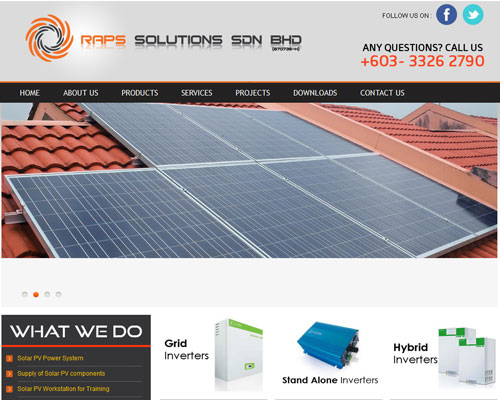 FOLLOW US ON :
RAPS SOLUTIONS SDN BHD
ANY QUESTIONS? CALL US
+603- 3326 2790
HOME ABOUT US PRODUCTS SERVICES PROJECTS DOWNLOADS CONTACT US
WHAT WE DO
Solar PV Power System
Supply of Solar PV components
Solar PV Workstation for Training
Grid
Inverters
Stand Alone Inverters
Hybrid
Inverters